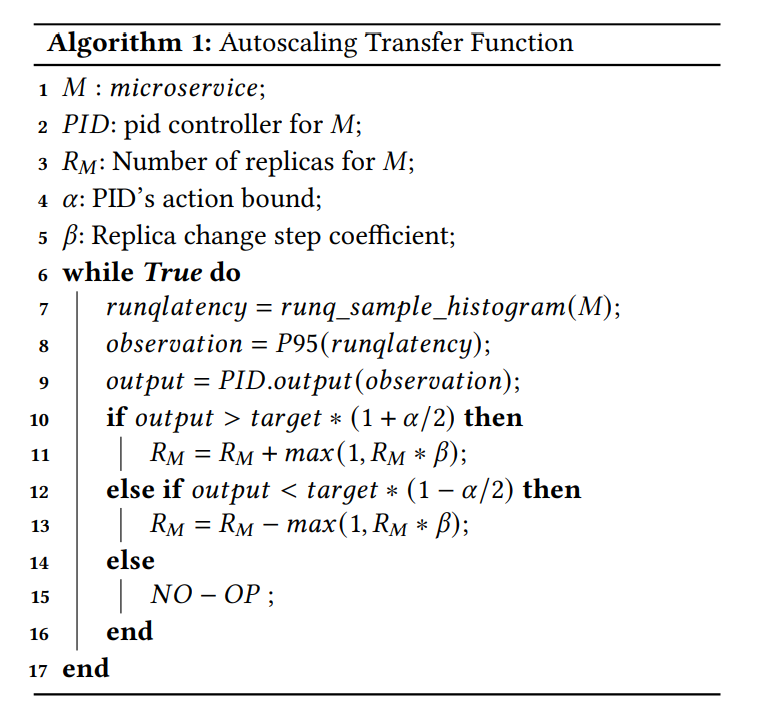 Algorithm 1: Autoscaling Transfer Function
1 M : microservice;
2 PID: pid controller for M;
3 R_M: Number of replicas for M;
4 α: PID's action bound;
5 β: Replica change step coefficient;
6 while True do
7 runqlatency = runq_sample_histogram(M);
8 observation = P95(runqlatency);
9 output = PID.output(observation);
10 if output > target ∗ (1 + α/2) then
11 R_M = R_M + max(1, R_M ∗ β);
12 else if output < target ∗ (1 − α/2) then
13 R_M = R_M − max(1, R_M ∗ β);
14 else
15 NO − OP ;
16 end
17 end